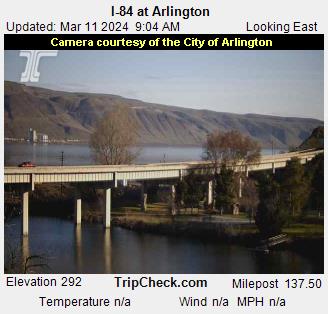 I-84 at Arlington
Updated: Mar 11 2024 9:04 AM Looking East
Camera courtesy of the City of Arlington
Elevation 292 TripCheck.com Milepost 137.50
Temperature n/a Wind n/a MPH n/a